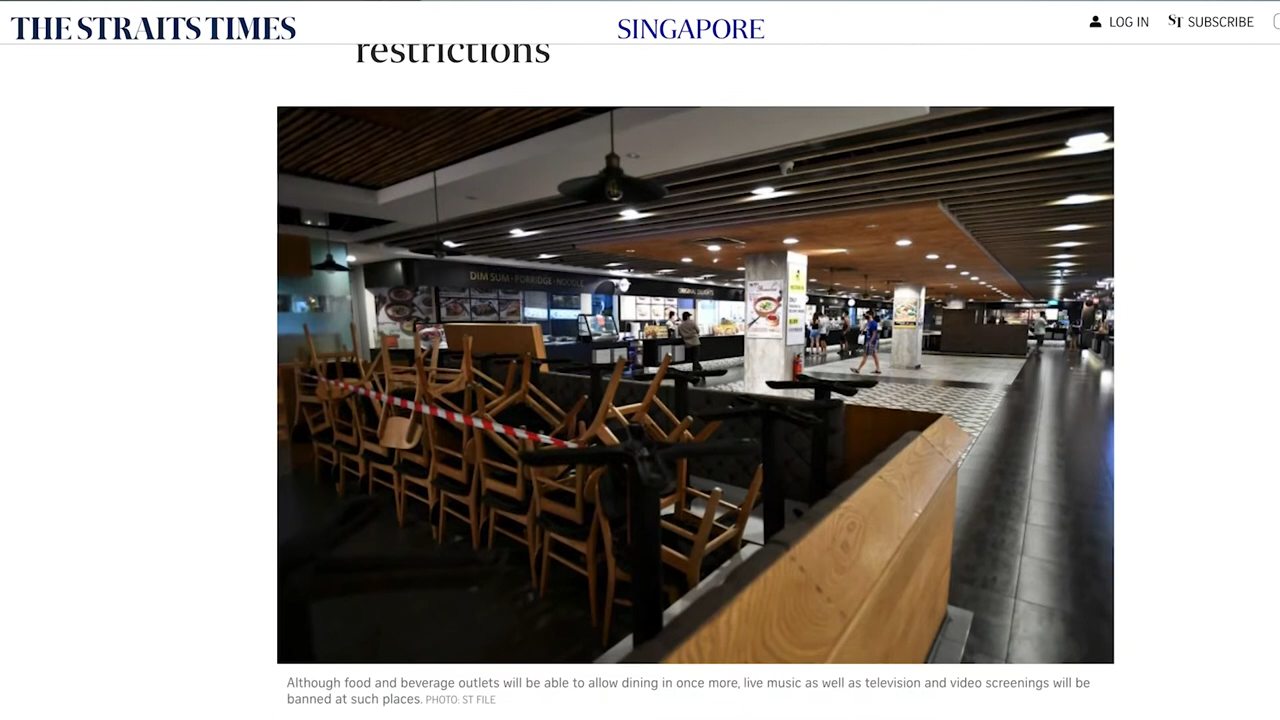 THE STRAITS TIMES
SINGAPORE
LOG IN
ST SUBSCRIBE
restrictions
DIM SUM · PORRIDGE · NOODLE
Although food and beverage outlets will be able to allow dining in once more, live music as well as television and video screenings will be
banned at such places. PHOTO: ST FILE